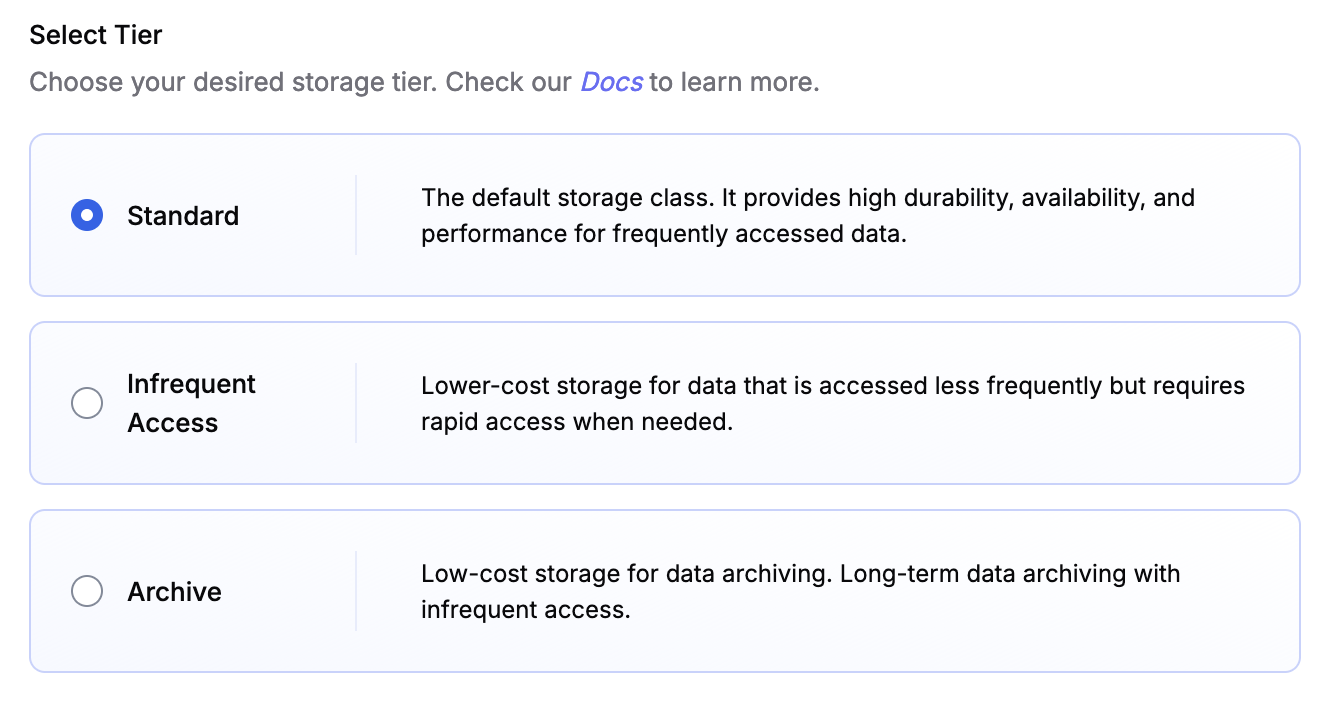 Select Tier
Choose your desired storage tier. Check our Docs to learn more.
Standard
The default storage class. It provides high durability, availability, and
performance for frequently accessed data.
Infrequent
Access
Lower-cost storage for data that is accessed less frequently but requires
rapid access when needed.
Archive
Low-cost storage for data archiving. Long-term data archiving with
infrequent access.